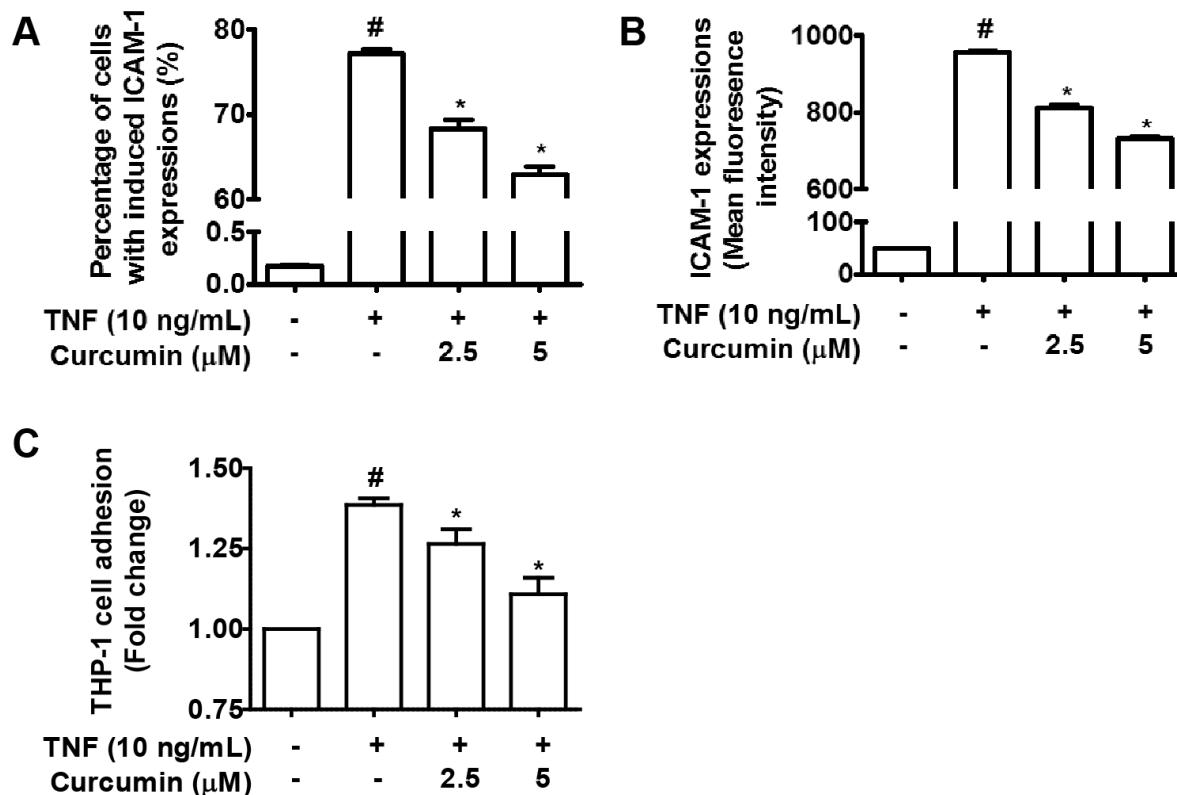 A
Percentage of cells
with induced ICAM-1
expressions (%)
80
70
60
0.5
0.0
#
*
*
TNF (10 ng/mL) - + + +
Curcumin (μM) - - 2.5 5
B
ICAM-1 expressions
(Mean fluoresence
intensity)
1000
800
600
100
0
#
*
*
TNF (10 ng/mL) - + + +
Curcumin (μM) - - 2.5 5
C
THP-1 cell adhesion
(Fold change)
1.50
1.25
1.00
0.75
#
*
*
TNF (10 ng/mL) - + + +
Curcumin (μM) - - 2.5 5